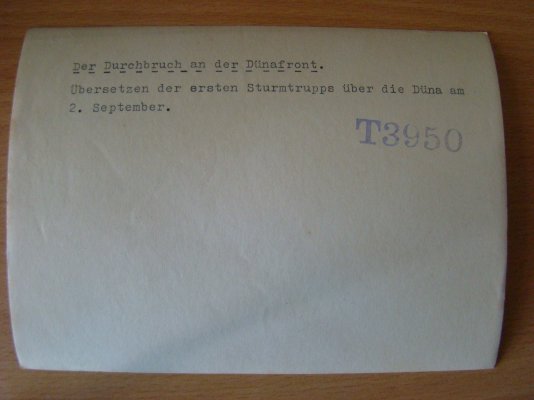 Der Durchbruch an der Dünafront.
Übersetzen der ersten Sturmtrupps über die Düna am
2. September.
T3950